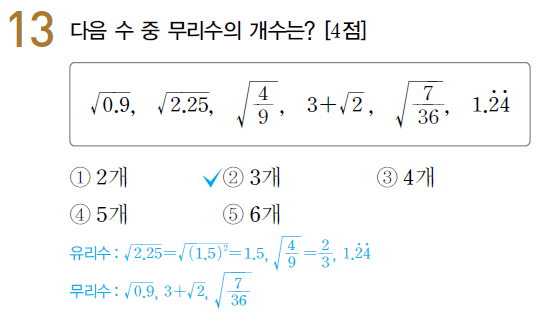 13 다음 수 중 무리수의 개수는? [4점]
√0.9, √2.25, √(4/9), 3+√2, √(7/36), 1.2̇4̇
① 2개 ✓② 3개 ③ 4개
④ 5개 ⑤ 6개
유리수 : √2.25=√(1.5)²=1.5, √(4/9)=2/3, 1.2̇4̇
무리수 : √0.9, 3+√2, √(7/36)